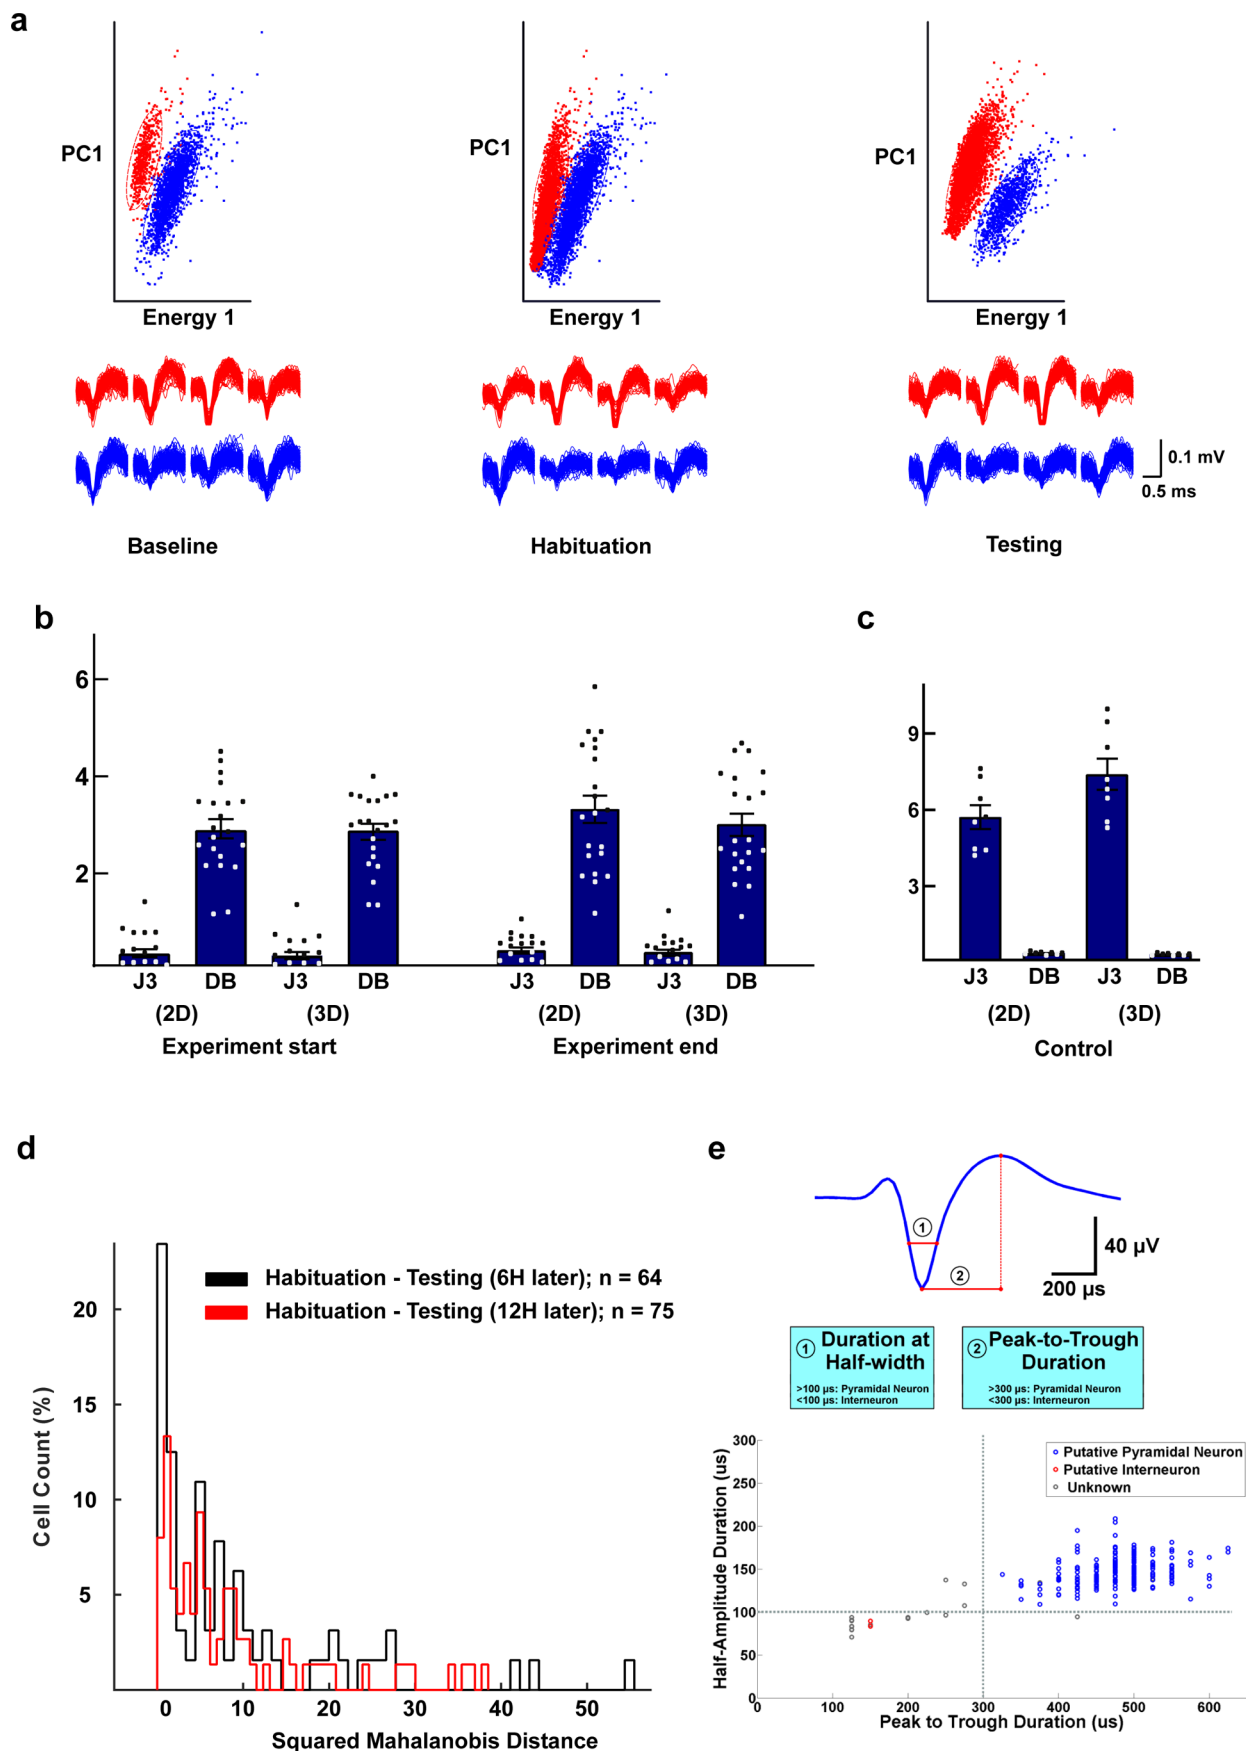 a
PC1
PC1
PC1
Energy 1
Energy 1
Energy 1
0.1 mV
0.5 ms
Baseline
Habituation
Testing
b
c
6
4
2
9
6
3
J3 DB J3 DB J3 DB J3 DB
(2D) (3D) (2D) (3D)
Experiment start Experiment end
J3 DB J3 DB
(2D) (3D)
Control
d
Habituation - Testing (6H later); n = 64
Habituation - Testing (12H later); n = 75
20
15
10
5
Cell Count (%)
0 10 20 30 40 50
Squared Mahalanobis Distance
e
1
2
40 µV
200 µs
1 Duration at
Half-width
>100 µs: Pyramidal Neuron
<100 µs: Interneuron
2 Peak-to-Trough
Duration
>300 µs: Pyramidal Neuron
<300 µs: Interneuron
Putative Pyramidal Neuron
Putative Interneuron
Unknown
300
250
200
150
100
50
0
Half-Amplitude Duration (us)
0 100 200 300 400 500 600
Peak to Trough Duration (us)